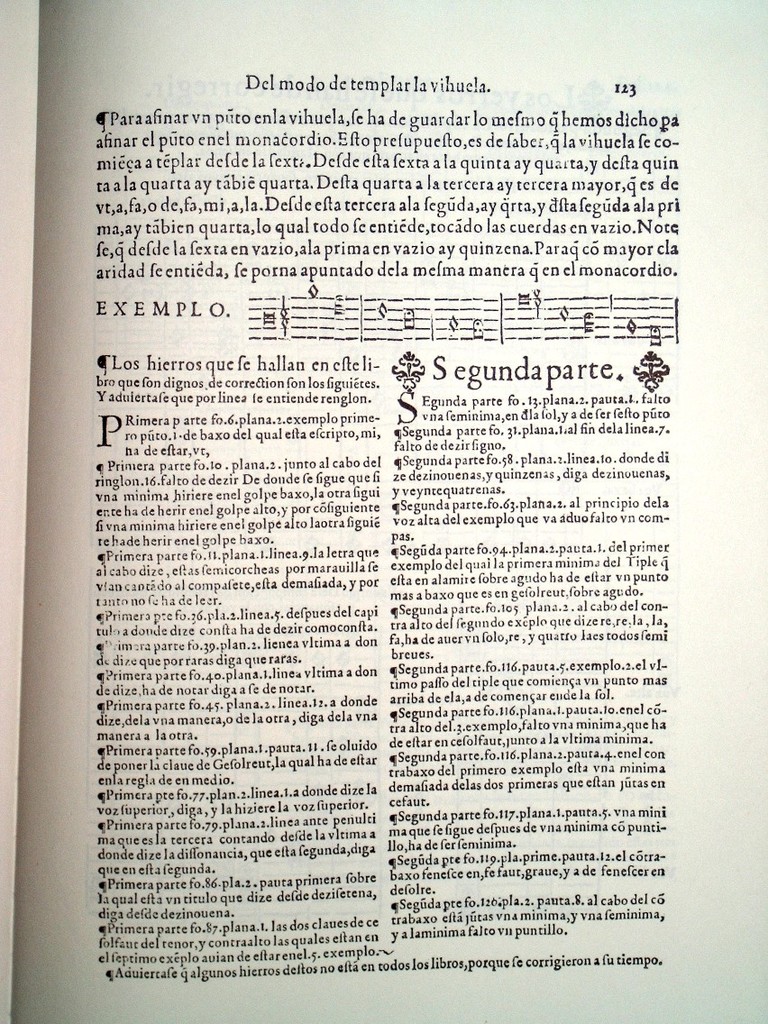 Del modo de templar la vihuela. 123
¶Para afinar vn pũto enla vihuela,ſe ha de guardar lo meſmo q̃ hemos dicho pa
afinar el pũto enel monacordio.Eſto preſupueſto,es de ſaber,q̃ la vihuela ſe co-
miẽça a tẽplar deſde la ſexta.Deſde eſta ſexta a la quinta ay quarta,y deſta quin
ta a la quarta ay tãbiẽ quarta. Deſta quarta a la tercera ay tercera mayor,q̃ es de
vt,a,fa,o de,fa,mi,a,la.Deſde eſta tercera ala ſegũda,ay q̃rta,y d̃ſta ſegũda ala pri
ma,ay tãbien quarta,lo qual todo ſe entiẽde,tocãdo las cuerdas en vazio.Note
ſe,q̃ deſde la ſexta en vazio,ala prima en vazio ay quinzena.Paraq̃ cõ mayor cla
aridad ſe entiẽda, ſe porna apuntado dela meſma manera q̃ en el monacordio.
EXEMPLO.
¶Los hierros que ſe hallan en eſte li-
bro que ſon dignos de correction ſon los ſiguiẽtes.
Y aduiertaſe que por linea ſe entiende renglon.
PRimera parte fo.6.plana.2.exemplo prime-
ro pũto.1.de baxo del qual eſta eſcripto,mi,
ha de eſtar,vt,
¶Primera parte fo.10.plana.2.junto al cabo del
ringlon.16.falto de dezir De donde ſe ſigue que ſi
vna minima hiriere enel golpe baxo,la otra ſigui
ente ha de herir enel golpe alto,y por cõſiguiente
ſi vna minima hiriere enel golpe alto laotra ſiguiẽ
te hade herir enel golpe baxo.
¶Primera parte fo.11.plana.1.linea.9.la letra que
al cabo dize,eſtas ſemicorcheas por marauilla ſe
vſan cantãdo al compaſete,eſta demaſiada, y por
tanto no ſe ha de leer.
¶Primera pte fo.36.pla.2.linea.5. deſpues del capi
tulo a donde dize conſta ha de dezir comoconſta.
¶Primera parte fo.39.plan.2. lienea vltima a don
de dize que por raras diga que raras.
¶Primera parte fo.40.plana.1.linea vltima a don
de dize,ha de notar diga a ſe de notar.
¶Primera parte fo.45. plana.2. linea.12. a donde
dize,dela vna manera,o de la otra, diga dela vna
manera a la otra.
¶Primera parte fo.59.plana.1.pauta.11.ſe oluido
de poner la claue de Geſolreut,la qual ha de eſtar
enla regla de en medio.
¶Primera pte fo.77.plan.2.linea.1.a donde dize la
voz ſuperior, diga, y la hiziere la voz ſuperior.
¶Primera parte fo.79.plana.2.linea ante penulti
ma que es la tercera contando deſde la vltima a
donde dize la diſſonancia, que eſta ſegunda,diga
que en eſta ſegunda.
¶Primera parte fo.86.pla.2.pauta primera ſobre
la qual eſta vn titulo que dize deſde dezisetena,
diga deſde dezinouena.
¶Primera parte fo.87.plana.1. las dos claues de ce
ſolfaut del tenor,y contraalto las quales eſtan en
el ſeptimo exẽplo auian de eſtar enel.5. exemplo.
Segunda parte.
SEgunda parte fo.13.plana.2.pauta.1. falto
vna ſeminima,en d̃la ſol,y a de ſer ſeſto pũto
¶Segunda parte fo. 31.plana.1.al fin dela linea.7.
falto de dezir ſigno.
¶Segunda parte fo.58.plana.2.linea.10.donde di
ze dezinouenas,y quinzenas, diga dezinouenas,
y veyntequatrenas.
¶Segunda parte.fo.63.plana.2. al principio dela
voz alta del exemplo que va aduo falto vn com-
pas.
¶Segũda parte fo.94.plana.2.pauta.1. del primer
exemplo del qual la primera minima del Tiple q̃
eſta en alamire ſobre agudo ha de eſtar vn punto
mas a baxo que es en geſolreut,ſobre agudo.
¶Segunda parte.fo.105 plana.2. al cabo del con-
tra alto del ſegundo exẽplo que dize re,re,la,la,
fa,ha de auer vn ſolo,re,y quatro laes todos ſemi
breues.
¶Segunda parte.fo.116.pauta.5.exemplo.2.el vl-
timo paſſo del tiple que comiença vn punto mas
arriba de ela,a de començar ende la ſol.
¶Segunda parte fo.116.plana.1.pauta.10.enel cõ-
tra alto del.3.exemplo,falto vna minima,que ha
de eſtar en ceſolfaut,junto a la vltima minima.
¶Segunda parte.fo.116.plana.2.pauta.4.enel con
trabaxo del primero exemplo eſta vna minima
demaſiada delas dos primeras que eſtan jũtas en
cefaut.
¶Segunda parte fo.117.plana.1.pauta.5. vna mini
ma que ſe ſigue deſpues de vna minima cõ punti-
llo,ha de ſer ſeminima.
¶Segũda pte fo.119.pla.prime.pauta.12.el cõtra-
baxo feneſce en,fe faut,graue,y a de feneſcer en
deſolre.
¶Segũda pte fo.120.pla.2. pauta.8. al cabo del cõ
trabaxo eſtã jũtas vna minima,y vna ſeminima,
y a laminima falto vn puntillo.
¶Aduiertaſe q̃ algunos hierros deſtos no eſtã en todos los libros,porque ſe corrigieron a ſu tiempo.